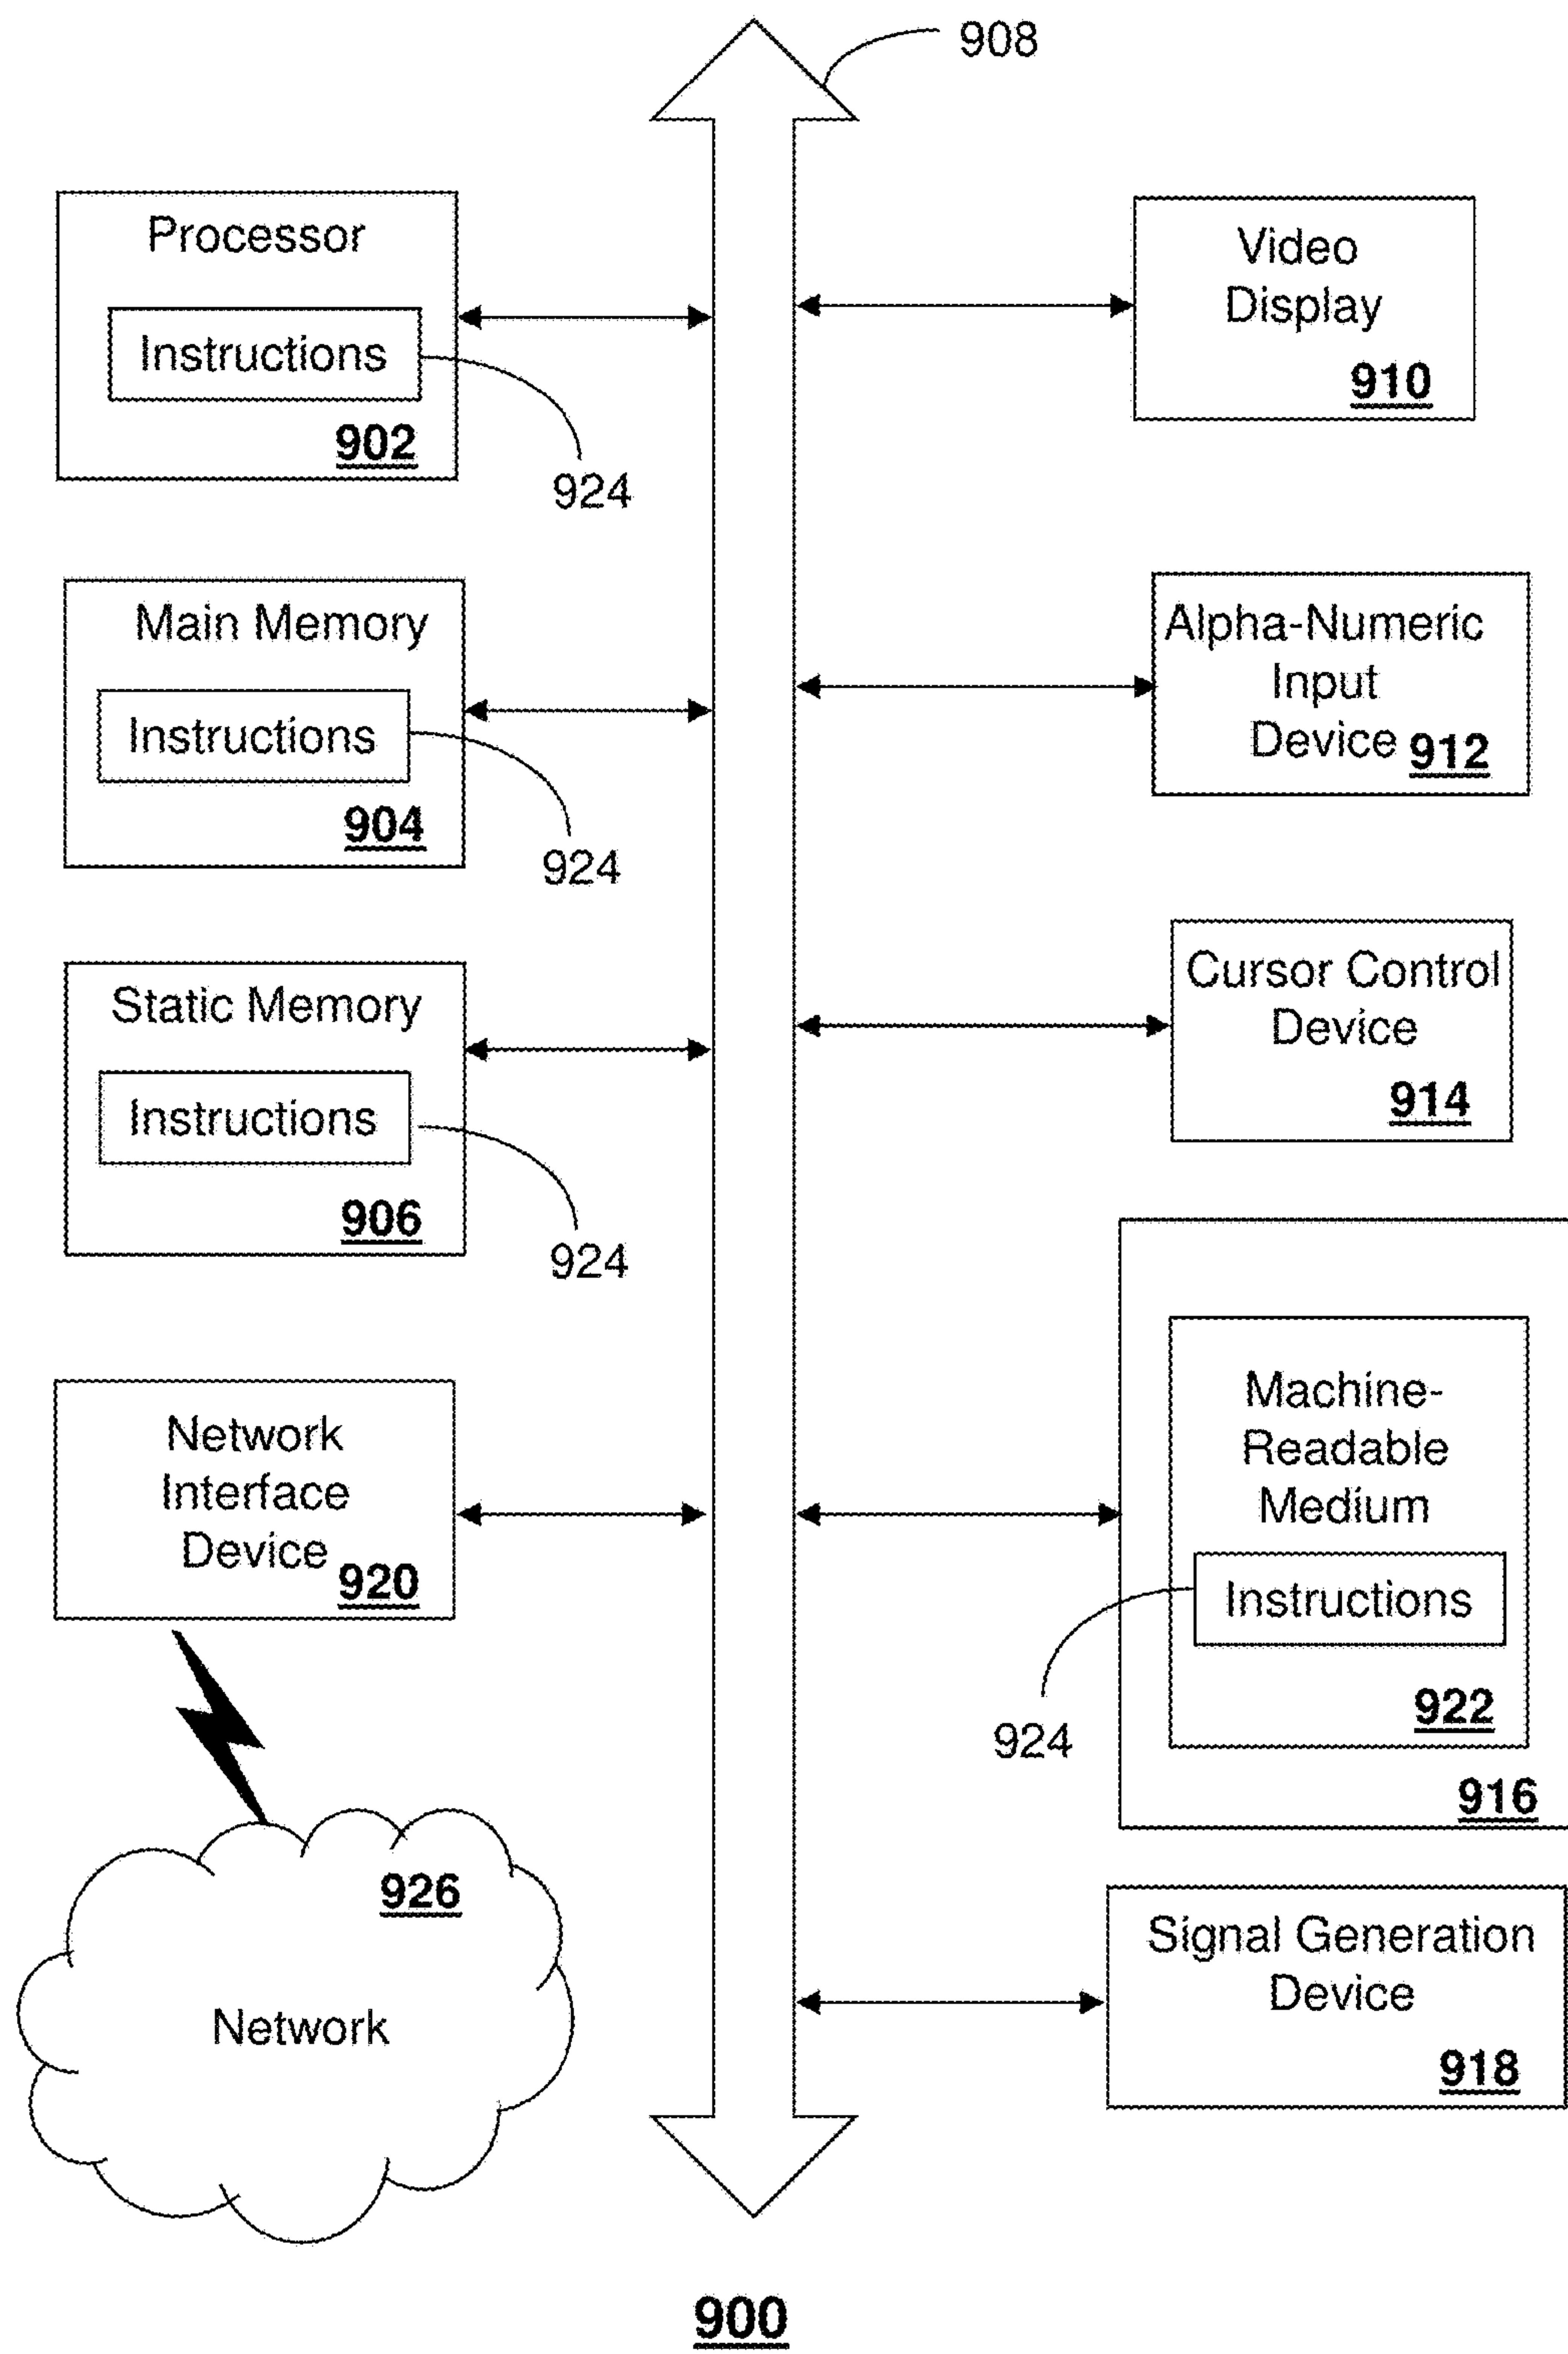 908
Processor
Instructions
902
924
Main Memory
Instructions
904
924
Static Memory
Instructions
906
924
Network
Interface
Device
920
926
Network
Video
Display
910
Alpha-Numeric
Input
Device 912
Cursor Control
Device
914
Machine-
Readable
Medium
Instructions
922
924
916
Signal Generation
Device
918
900